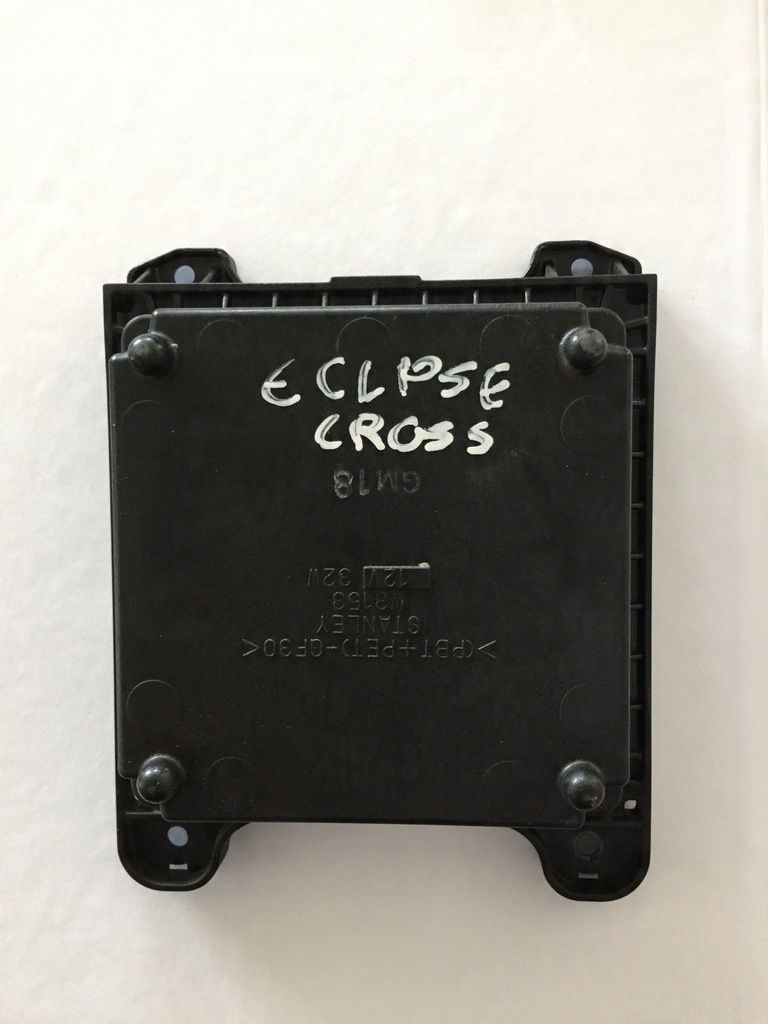 ECLPSE
CROSS
>(PBT+PET)-GF30<
STANLEY
W3153
12V 32W
GM18